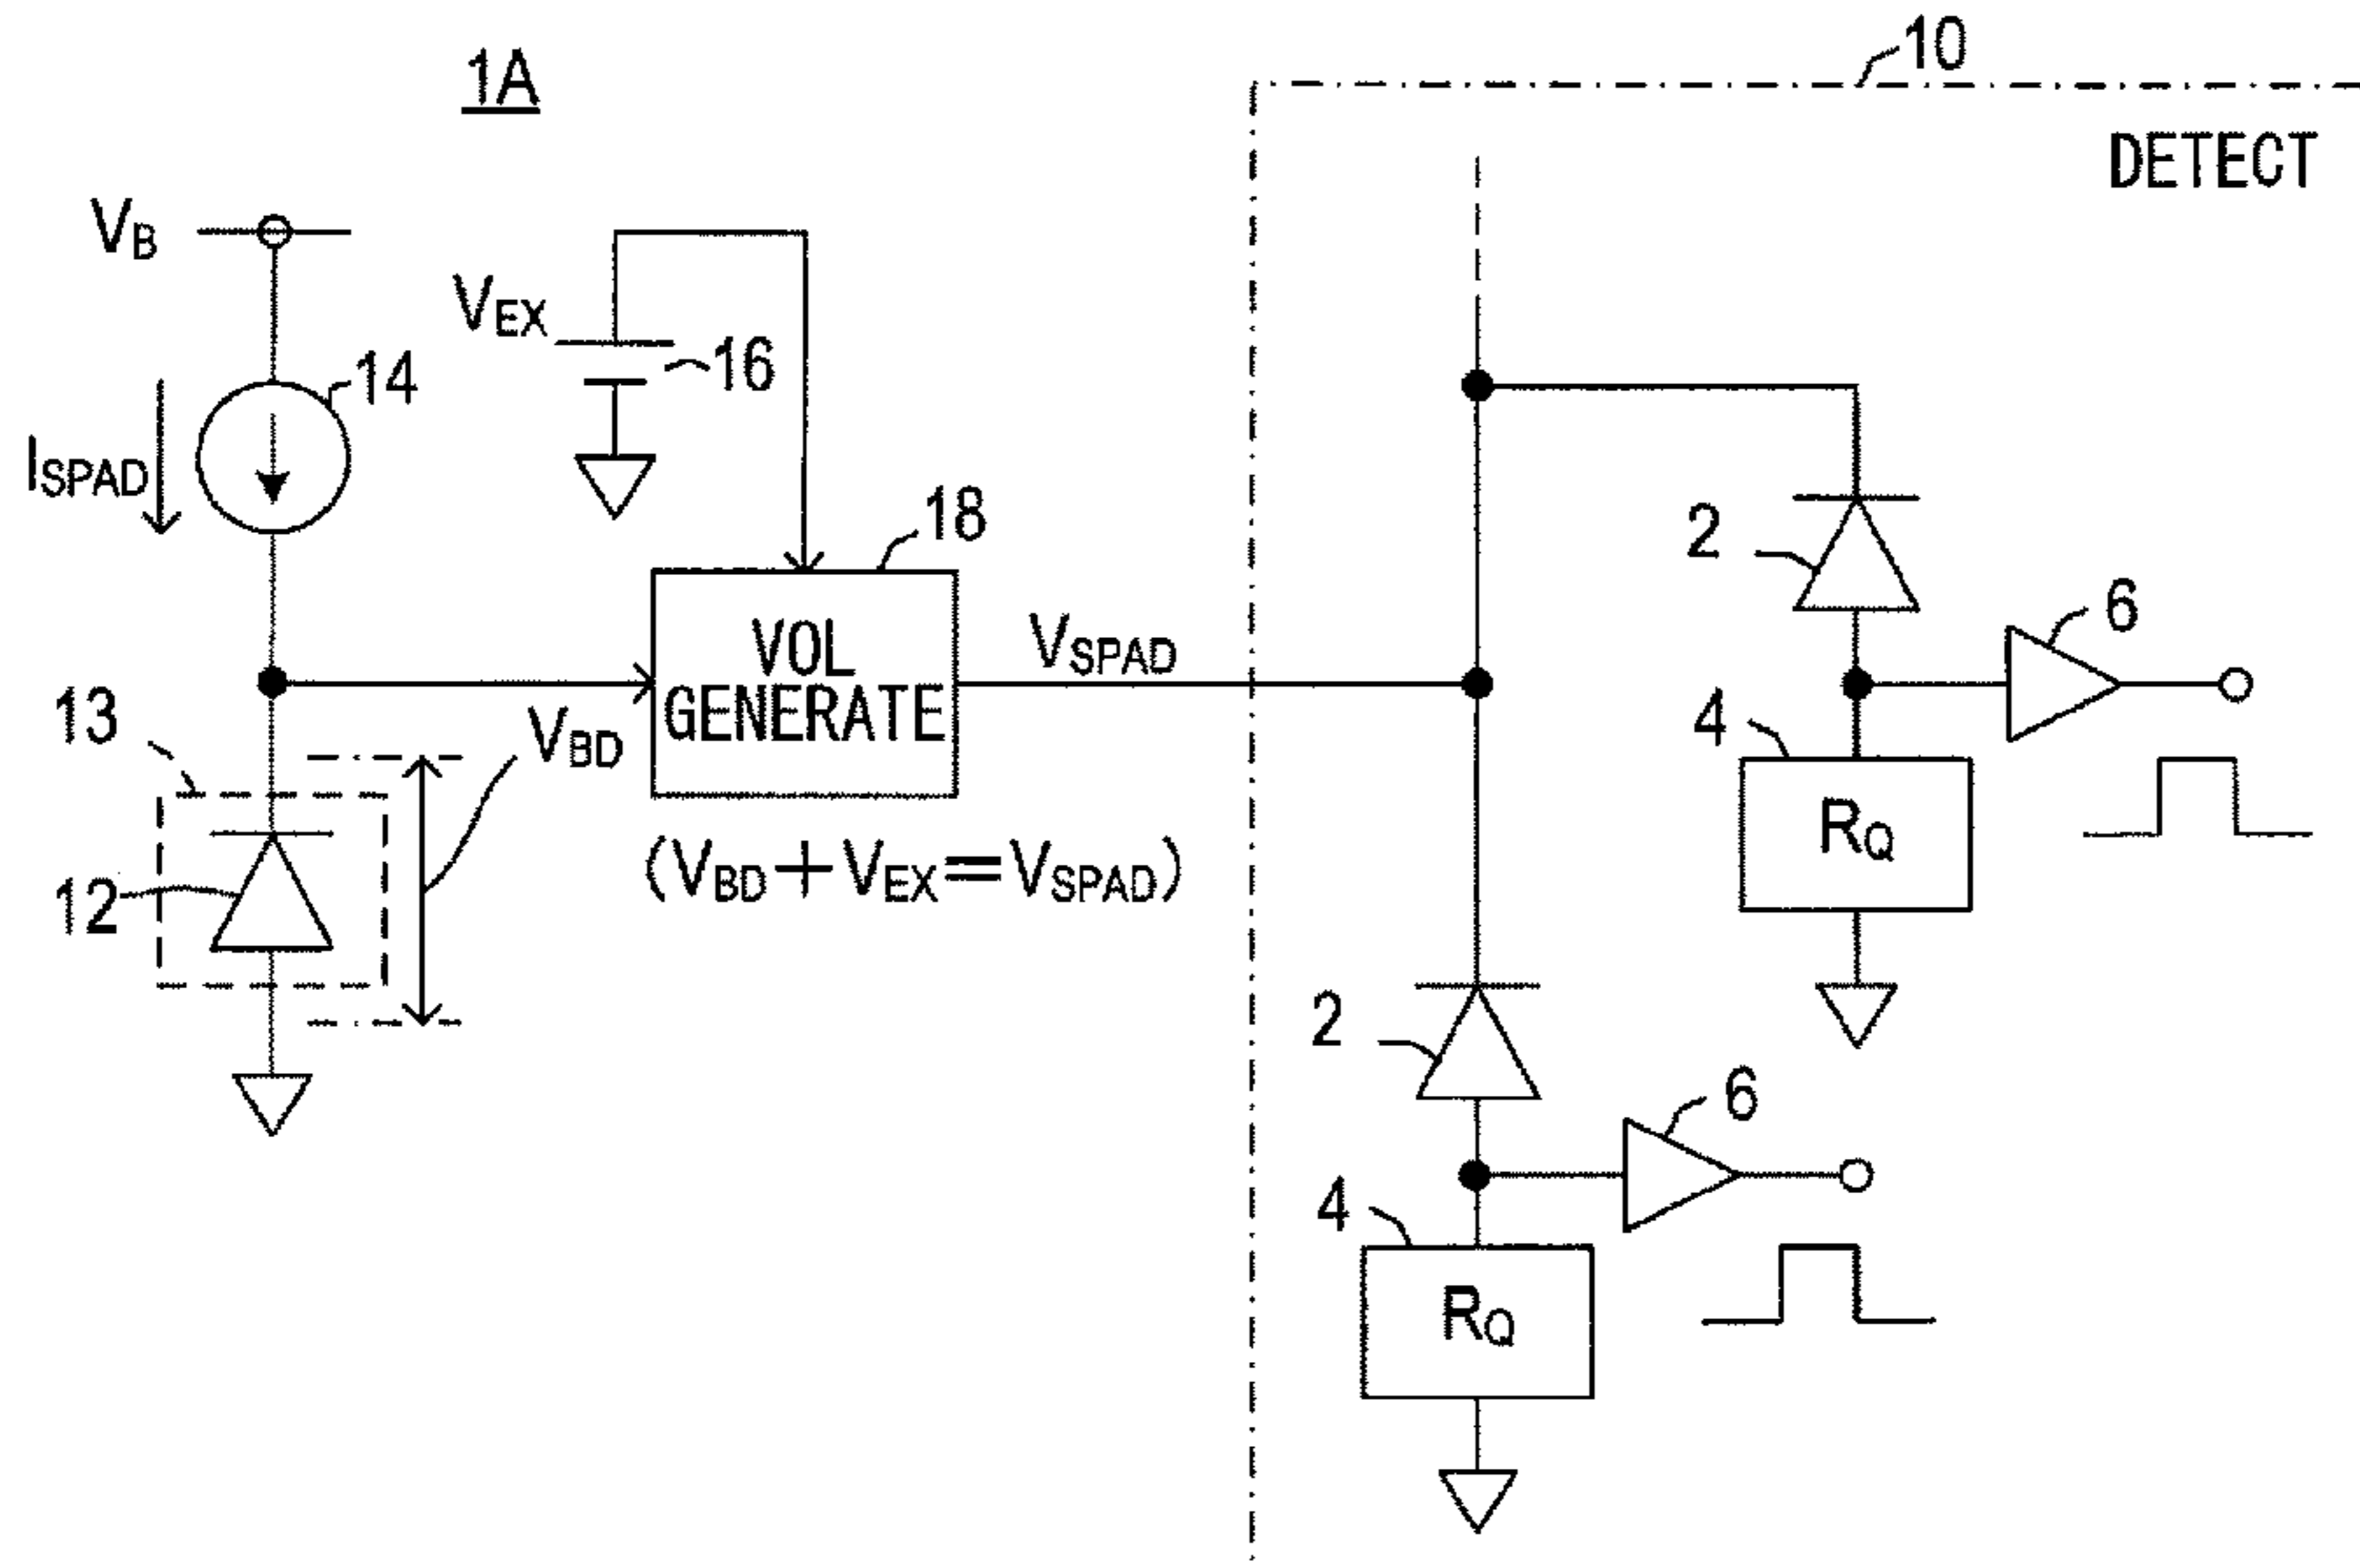 1A
10
DETECT
VB
VEX
16
14
ISPAD
18
VOL
GENERATE
VSPAD
2
6
13
VBD
4
RQ
(VBD+VEX=VSPAD)
12
2
6
4
RQ